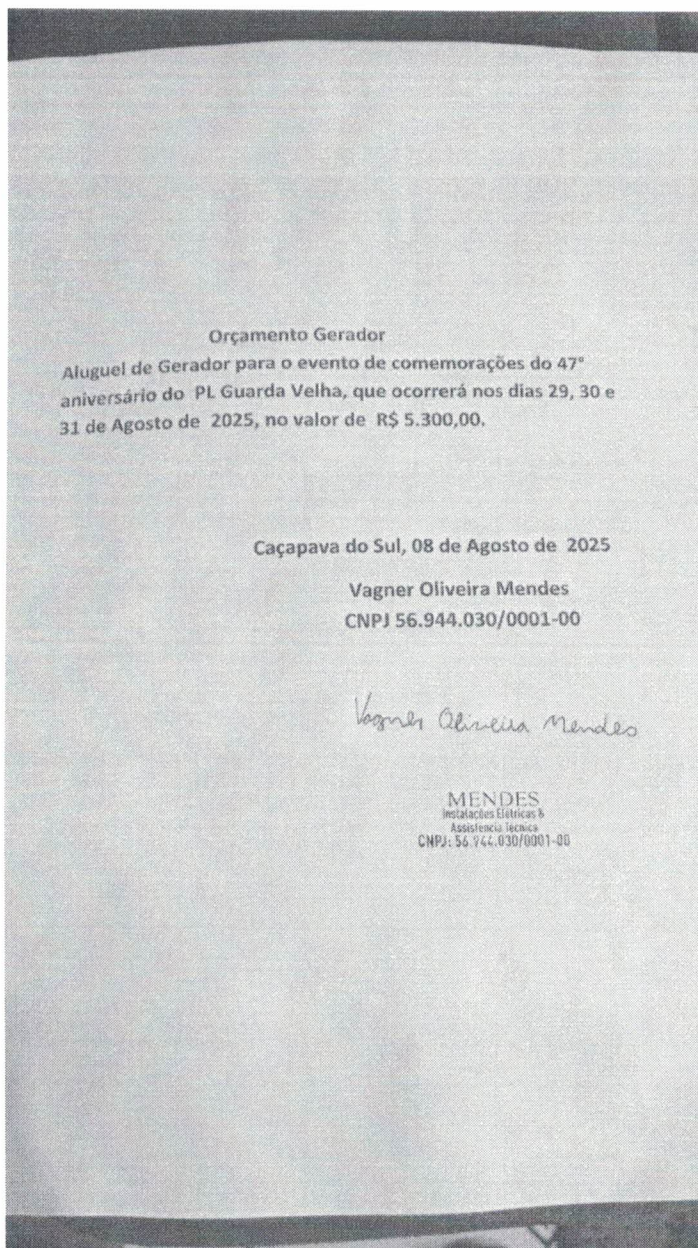 Orçamento Gerador
Aluguel de Gerador para o evento de comemorações do 47°
aniversário do PL Guarda Velha, que ocorrerá nos dias 29, 30 e
31 de Agosto de 2025, no valor de R$ 5.300,00.
Caçapava do Sul, 08 de Agosto de 2025
Vagner Oliveira Mendes
CNPJ 56.944.030/0001-00
Vagner Oliveira Mendes
MENDES
Instalações Elétricas &
Assistencia Tecnica
CNPJ: 56.944.030/0001-00